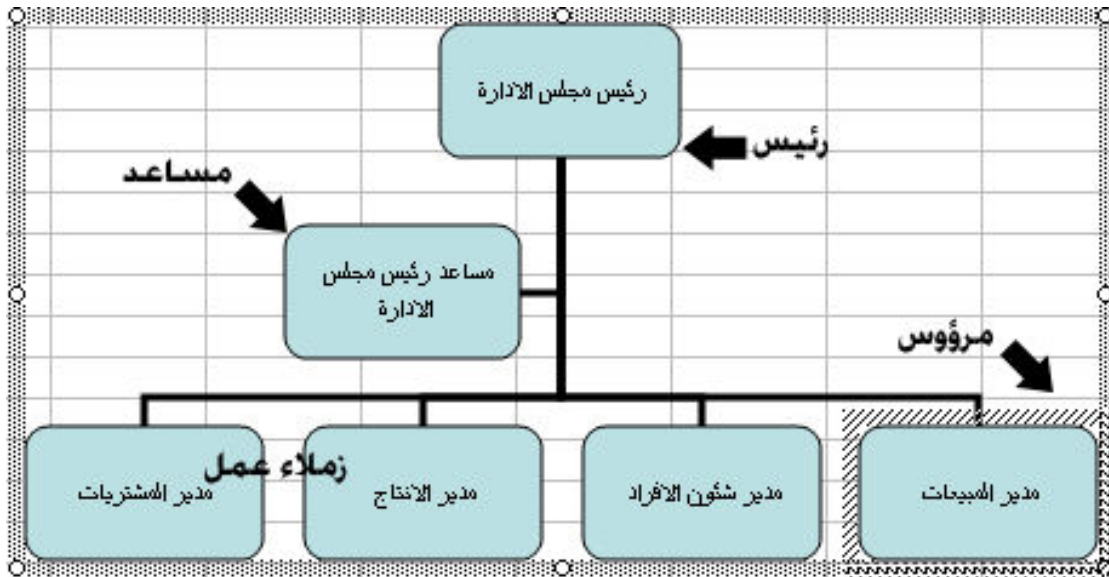 رئيس مجلس الادارة
رئيس
مساعد
مساعد رئيس مجلس
الادارة
مرؤوس
مدير المبيعات
مدير شئون الافراد
مدير الانتاج
زملاء عمل
مدير المشتريات